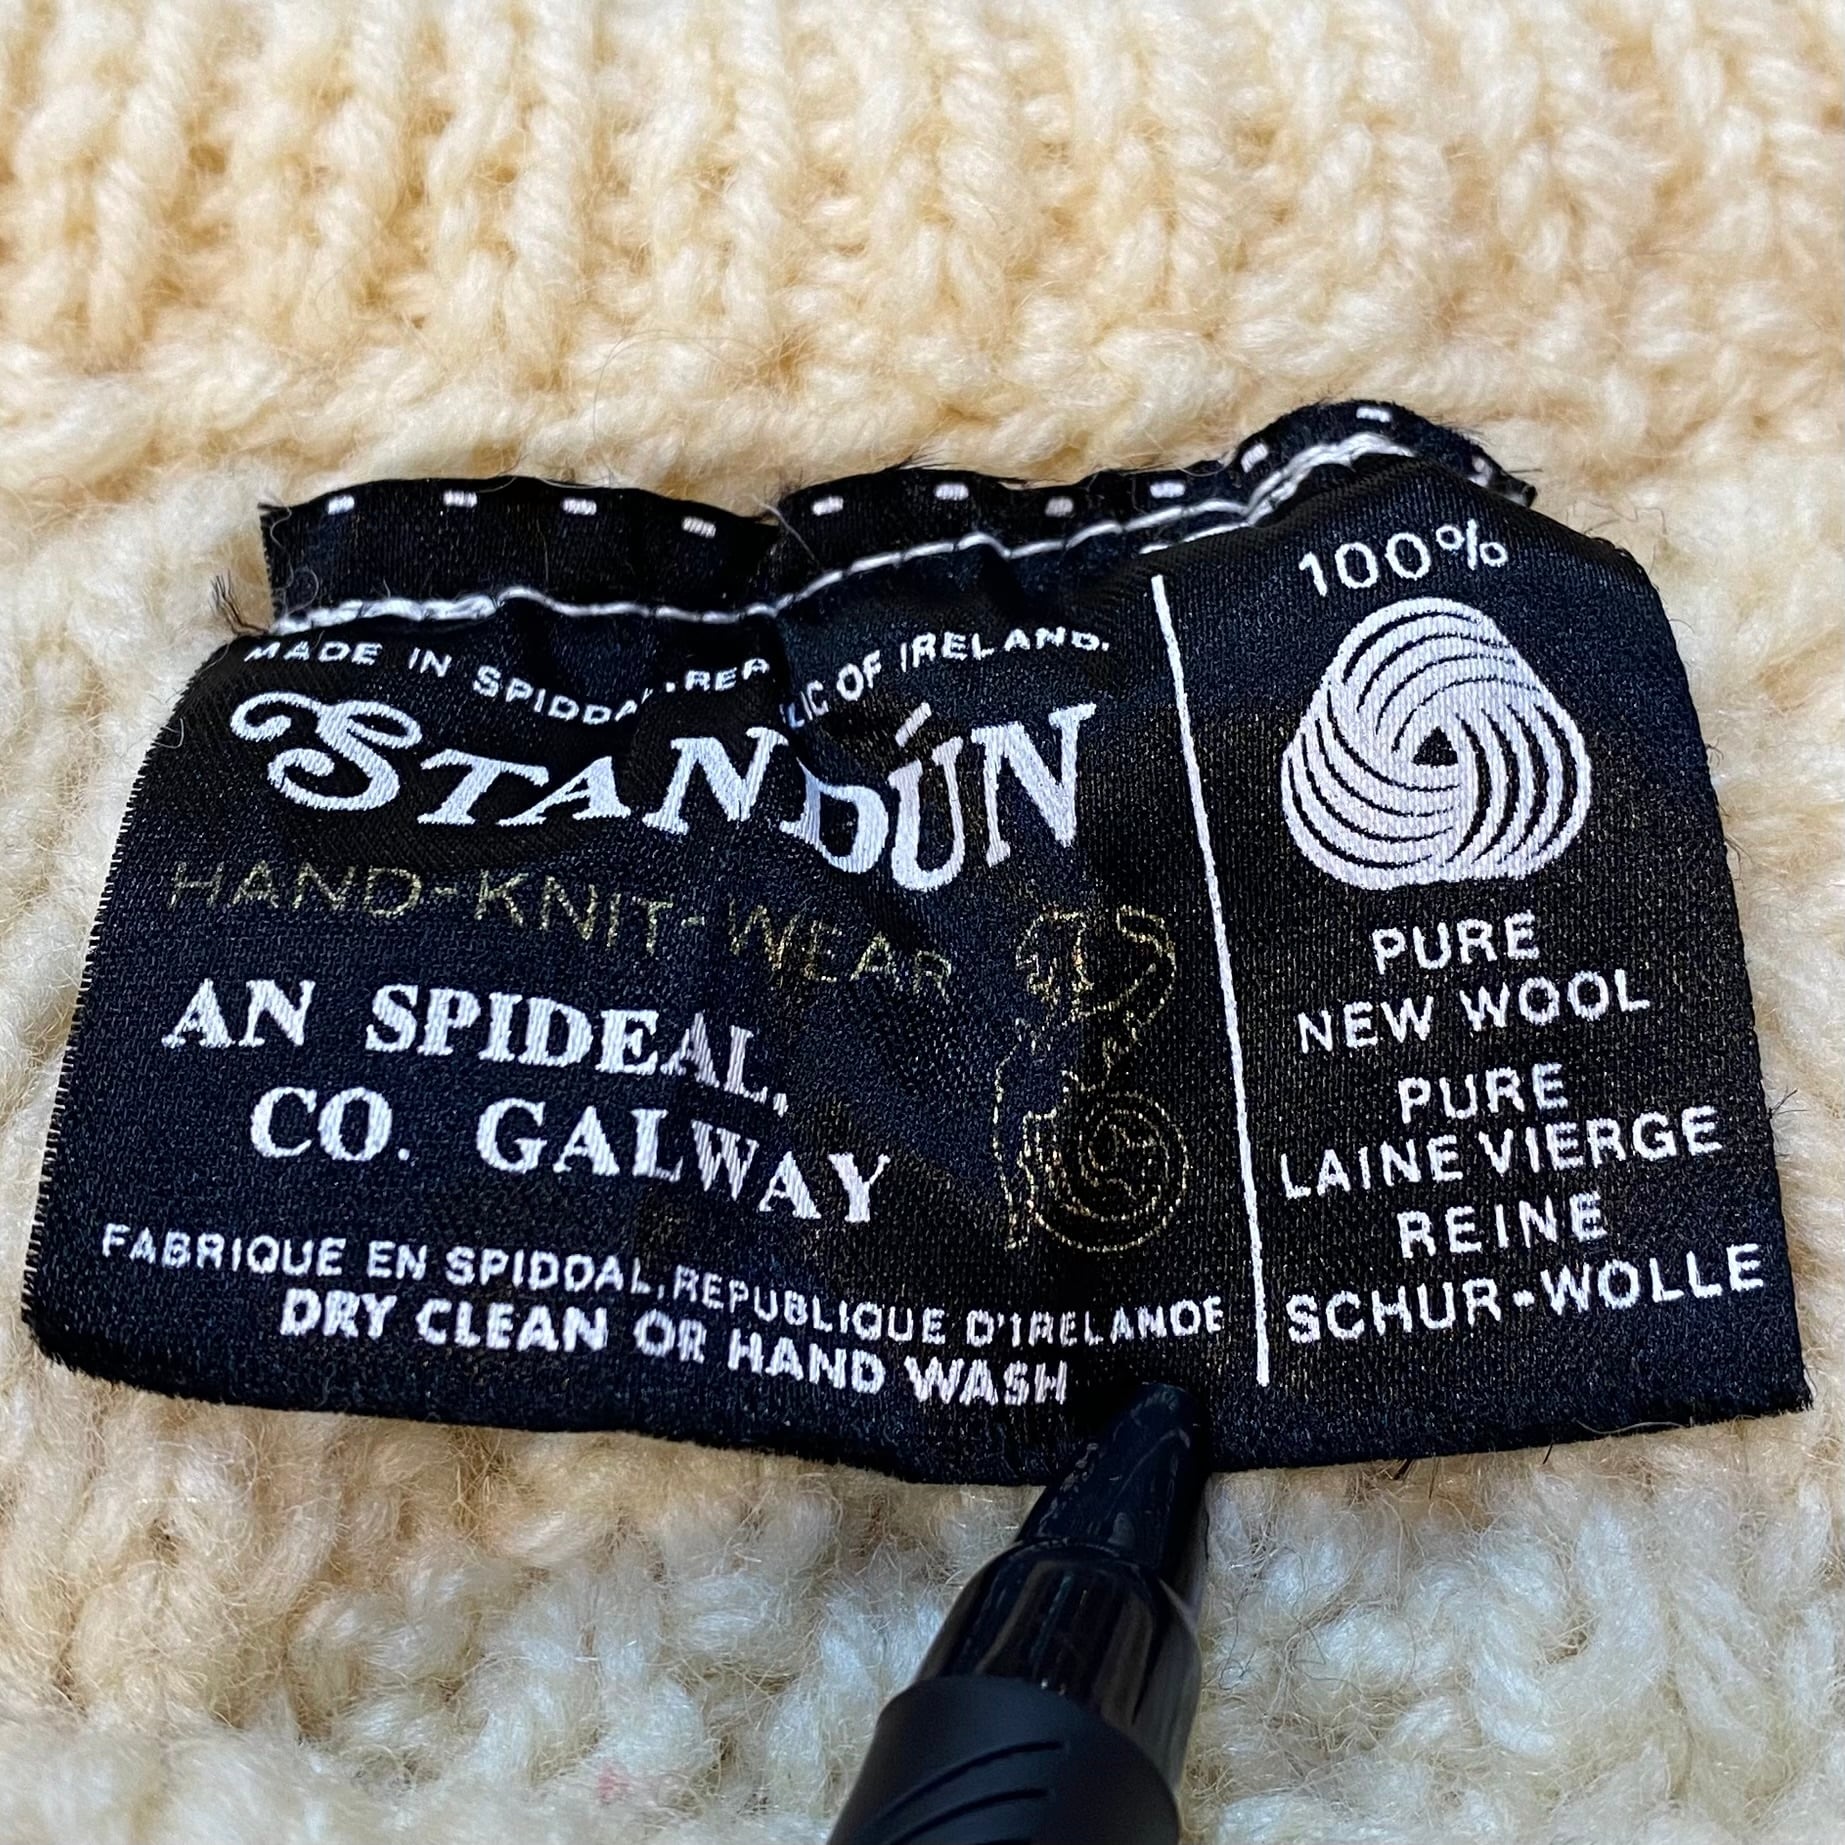 MADE IN SPIDDAL, REPUBLIC OF IRELAND.
STANDÚN
HAND-KNIT-WEAR
AN SPIDEAL,
CO. GALWAY
FABRIQUE EN SPIDDAL, REPUBLIQUE D'IRELANDE
DRY CLEAN OR HAND WASH
100%
PURE
NEW WOOL
PURE
LAINE VIERGE
REINE
SCHUR-WOLLE